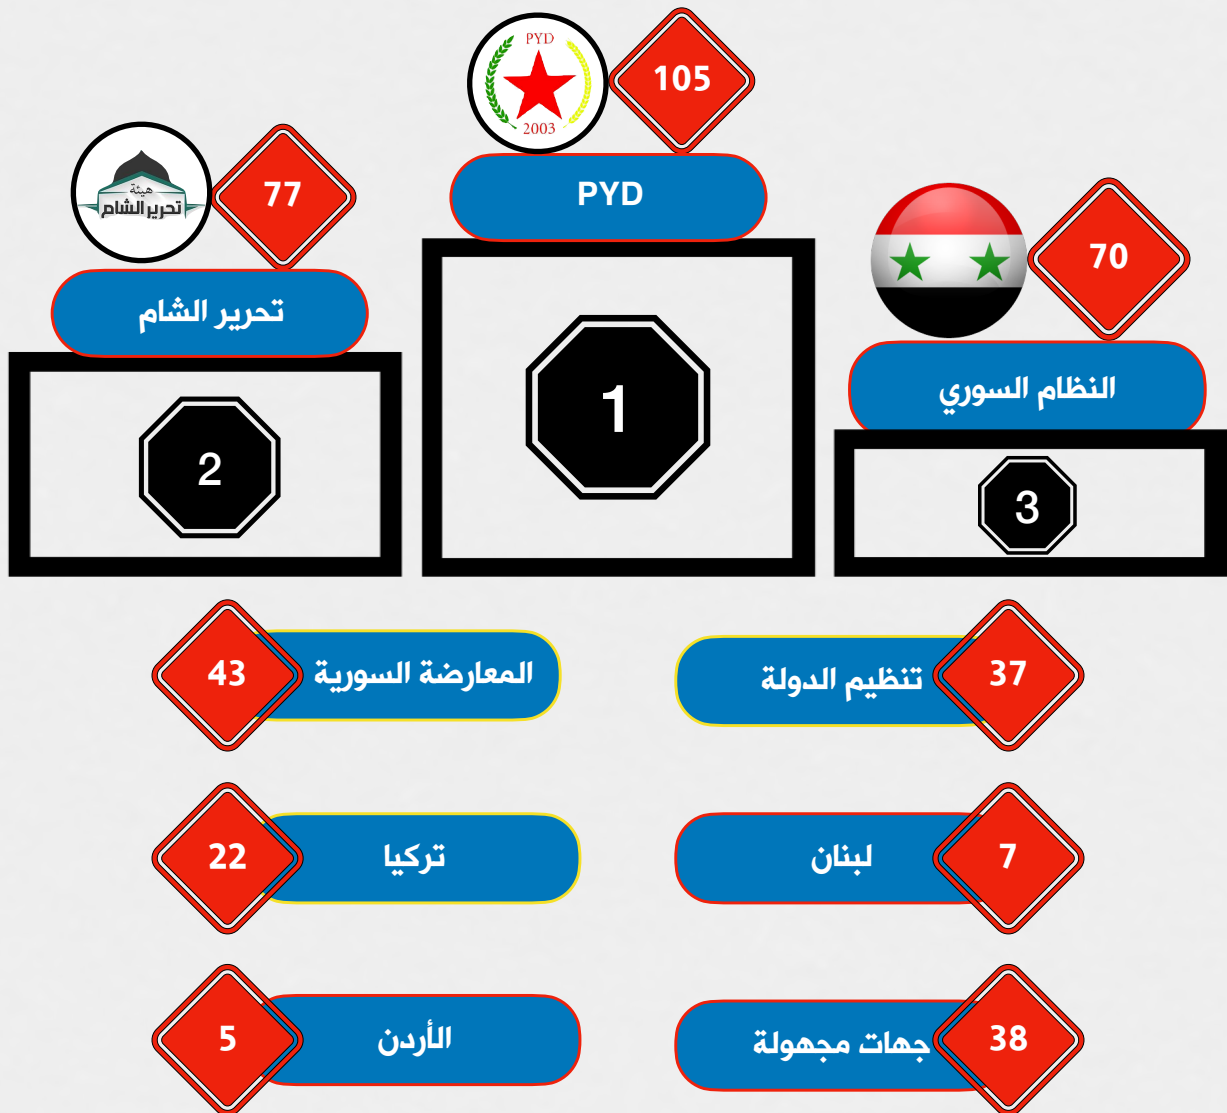 PYD
2003
105
PYD
1
هيئة
تحرير الشام
77
تحرير الشام
2
70
النظام السوري
3
43
المعارضة السورية
تنظيم الدولة
37
22
تركيا
لبنان
7
5
الأردن
جهات مجهولة
38